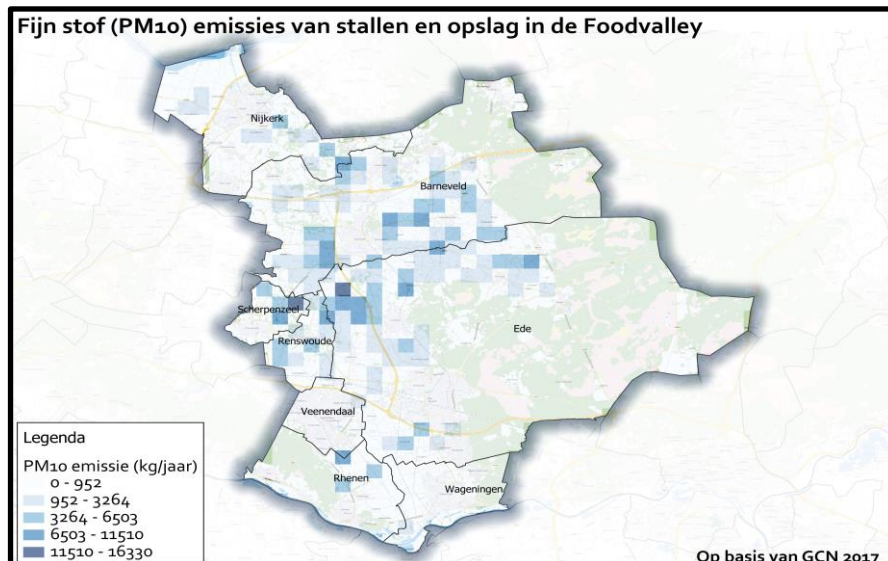 Fijn stof (PM10) emissies van stallen en opslag in de Foodvalley
Nijkerk
Barneveld
Scherpenzeel
Ede
Renswoude
Veenendaal
Rhenen
Wageningen
Legenda
PM10 emissie (kg/jaar)
0 - 952
952 - 3264
3264 - 6503
6503 - 11510
11510 - 16330
Op basis van GCN 2017